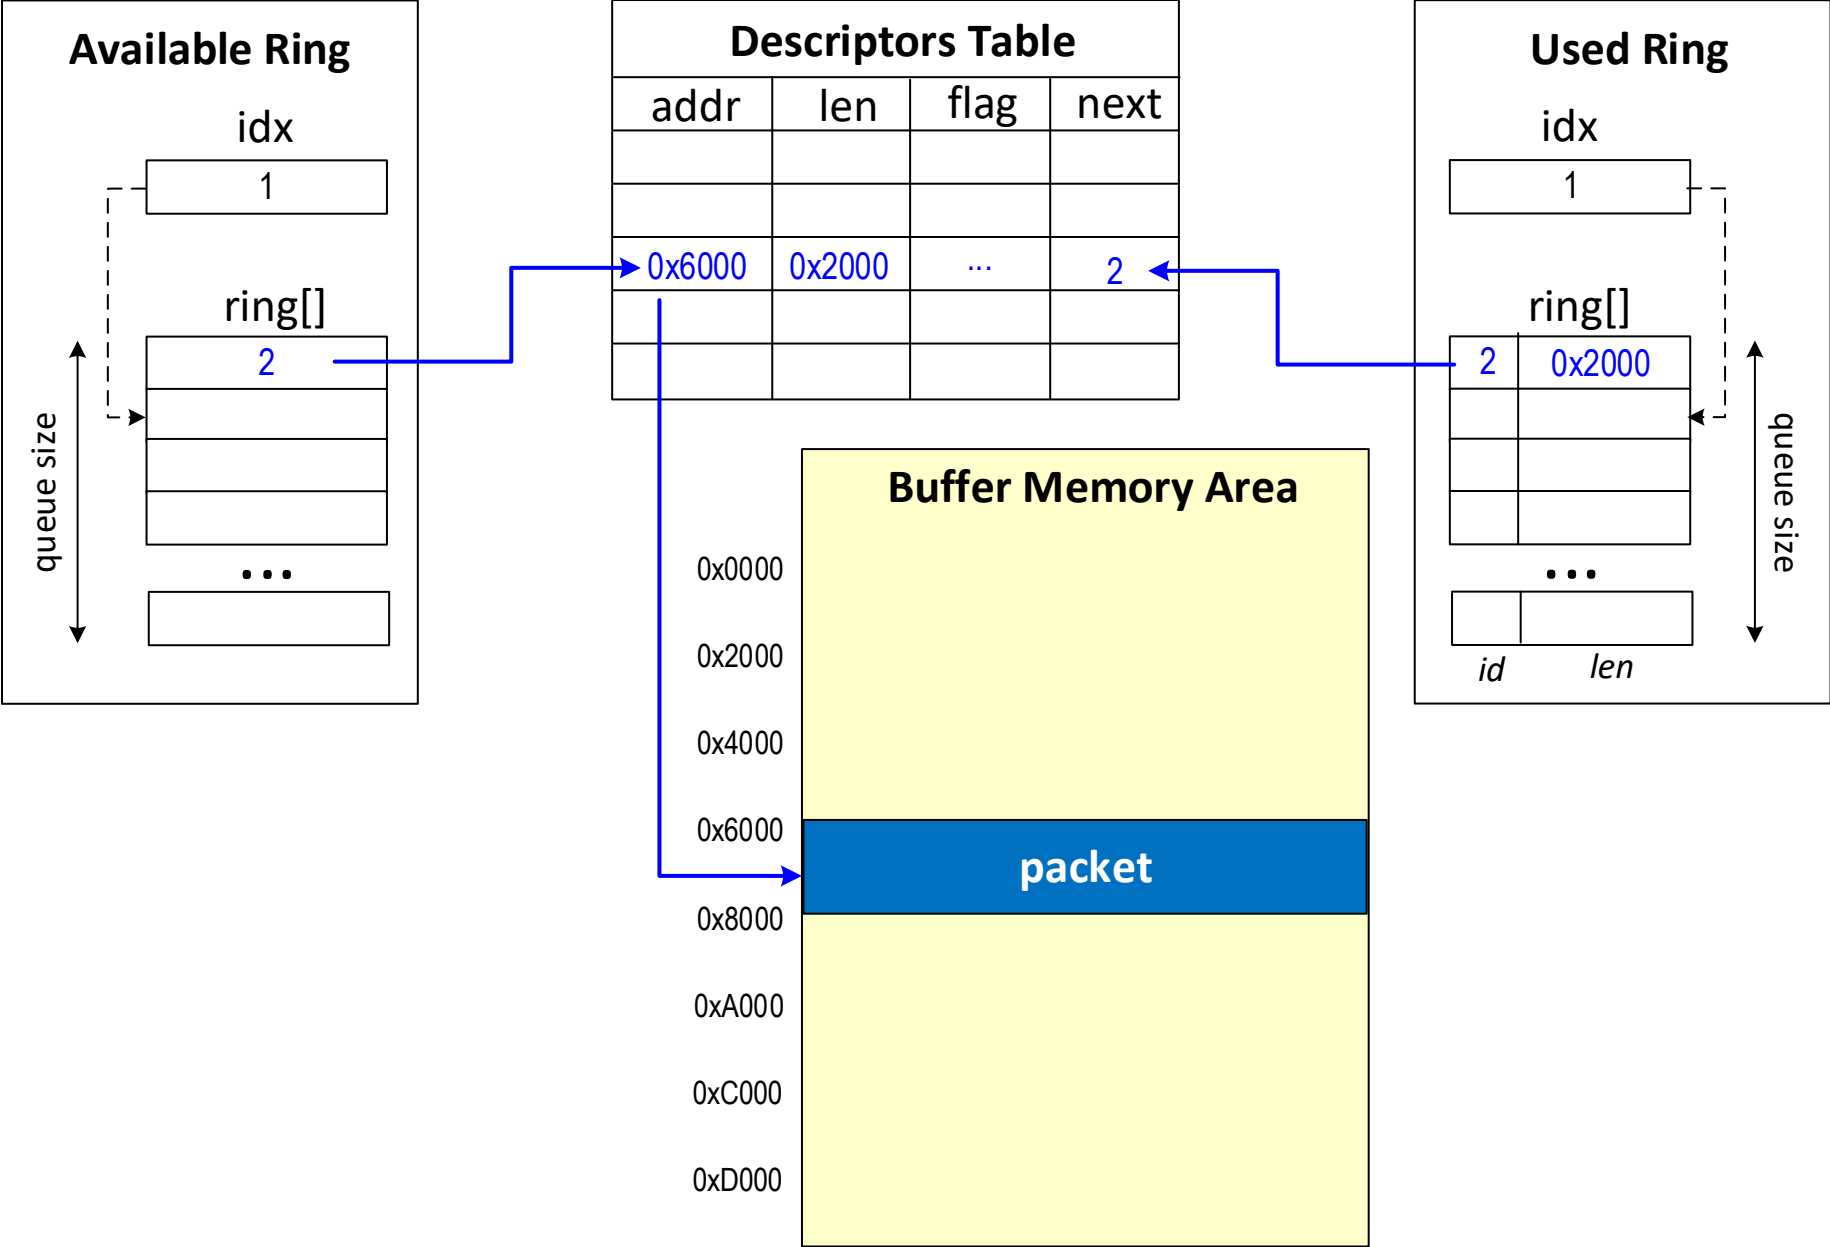 Available Ring
idx
1
ring[]
2
queue size
...
Descriptors Table
addr len flag next
0x6000 0x2000 ... 2
Used Ring
idx
1
ring[]
2 0x2000
queue size
...
id len
Buffer Memory Area
0x0000
0x2000
0x4000
0x6000
packet
0x8000
0xA000
0xC000
0xD000